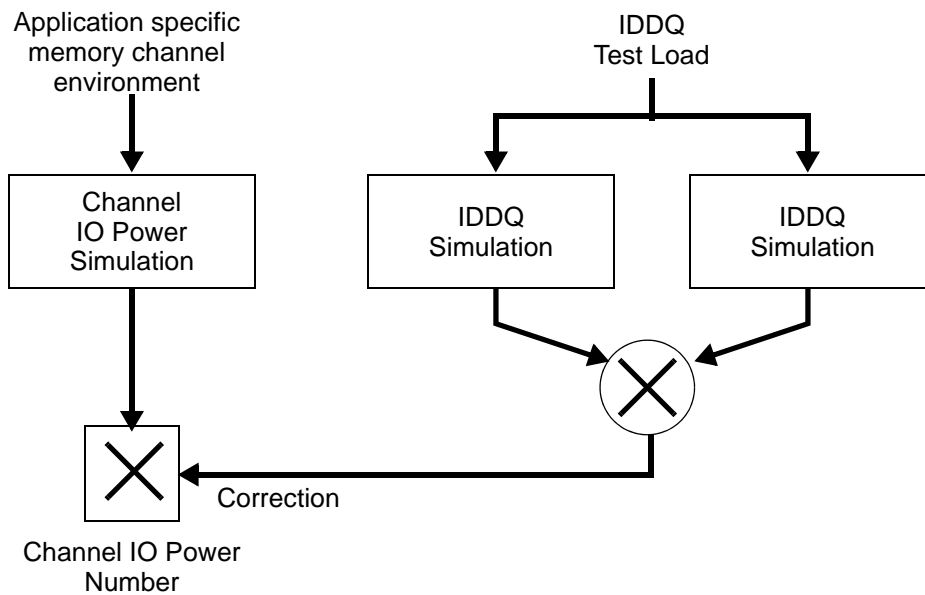 Application specific
memory channel
environment
IDDQ
Test Load
Channel
IO Power
Simulation
IDDQ
Simulation
IDDQ
Simulation
Correction
Channel IO Power
Number